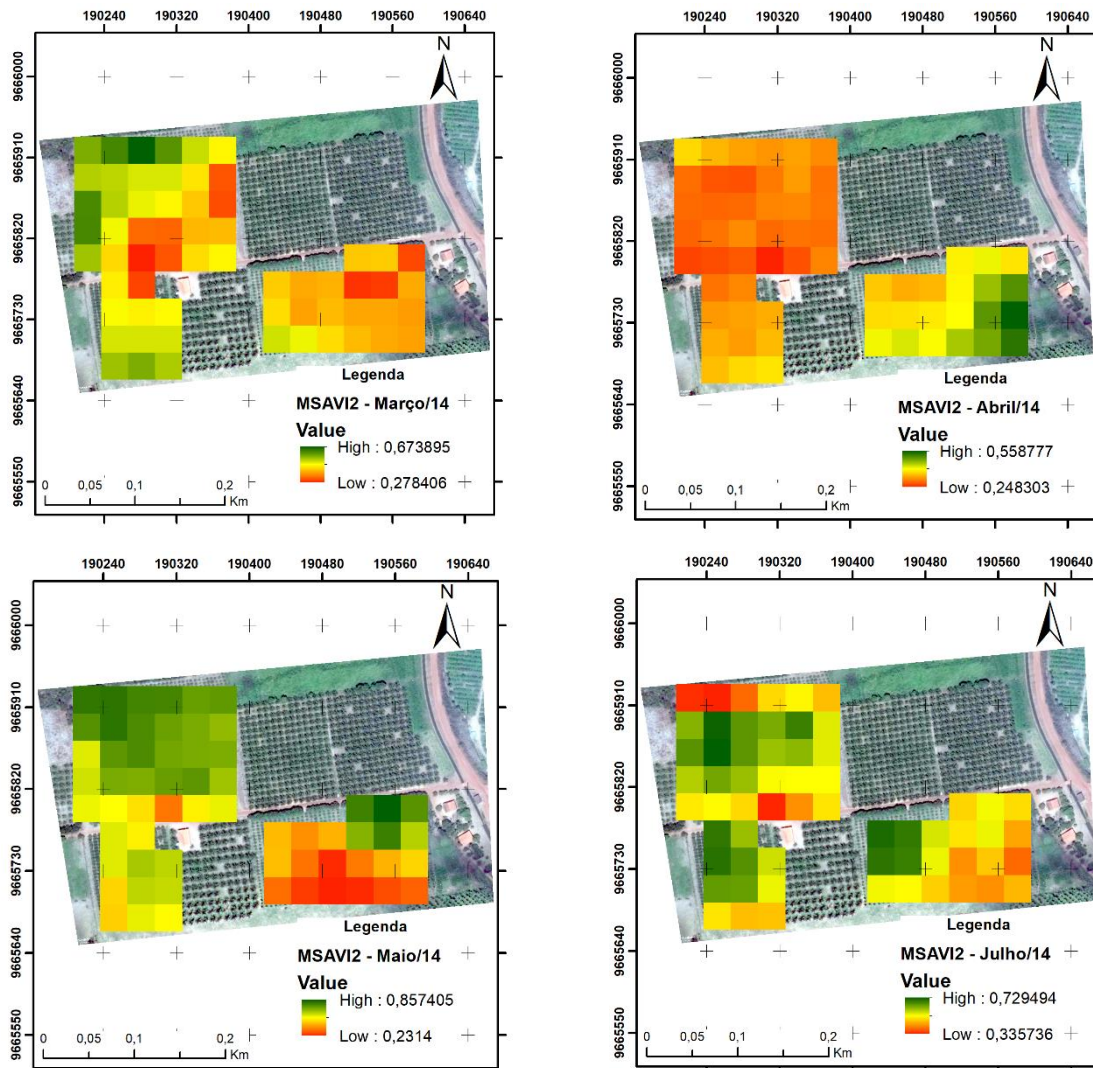 190240 190320 190400 190480 190560 190640
N
9666000
9665910
9665820
9665730
9665640
9665550
Legenda
MSAVI2 - Março/14
Value
High : 0,673895
Low : 0,278406
0 0,05 0,1 0,2
Km
190240 190320 190400 190480 190560 190640
N
9666000
9665910
9665820
9665730
9665640
9665550
Legenda
MSAVI2 - Abril/14
Value
High : 0,558777
Low : 0,248303
0 0,05 0,1 0,2
Km
190240 190320 190400 190480 190560 190640
N
9666000
9665910
9665820
9665730
9665640
9665550
Legenda
MSAVI2 - Maio/14
Value
High : 0,857405
Low : 0,2314
0 0,05 0,1 0,2
Km
190240 190320 190400 190480 190560 190640
N
9666000
9665910
9665820
9665730
9665640
9665550
Legenda
MSAVI2 - Julho/14
Value
High : 0,729494
Low : 0,335736
0 0,05 0,1 0,2
Km